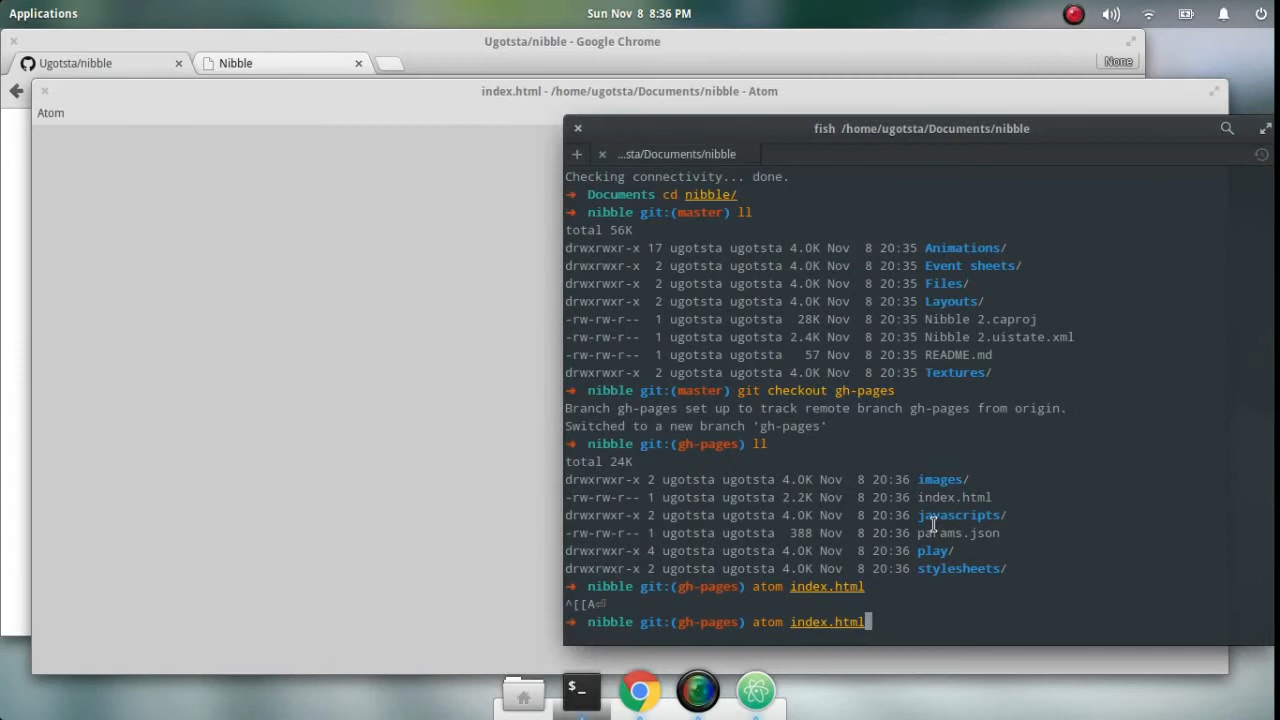 Applications
Sun Nov 8 8:36 PM
Ugotsta/nibble - Google Chrome
Ugotsta/nibble
Nibble
None
index.html - /home/ugotsta/Documents/nibble - Atom
Atom
fish /home/ugotsta/Documents/nibble
...sta/Documents/nibble
Checking connectivity... done.
➜ Documents cd nibble/
➜ nibble git:(master) ll
total 56K
drwxrwxr-x 17 ugotsta ugotsta 4.0K Nov 8 20:35 Animations/
drwxrwxr-x 2 ugotsta ugotsta 4.0K Nov 8 20:35 Event sheets/
drwxrwxr-x 2 ugotsta ugotsta 4.0K Nov 8 20:35 Files/
drwxrwxr-x 2 ugotsta ugotsta 4.0K Nov 8 20:35 Layouts/
-rw-rw-r-- 1 ugotsta ugotsta 28K Nov 8 20:35 Nibble 2.caproj
-rw-rw-r-- 1 ugotsta ugotsta 2.4K Nov 8 20:35 Nibble 2.uistate.xml
-rw-rw-r-- 1 ugotsta ugotsta 57 Nov 8 20:35 README.md
drwxrwxr-x 2 ugotsta ugotsta 4.0K Nov 8 20:35 Textures/
➜ nibble git:(master) git checkout gh-pages
Branch gh-pages set up to track remote branch gh-pages from origin.
Switched to a new branch 'gh-pages'
➜ nibble git:(gh-pages) ll
total 24K
drwxrwxr-x 2 ugotsta ugotsta 4.0K Nov 8 20:36 images/
-rw-rw-r-- 1 ugotsta ugotsta 2.2K Nov 8 20:36 index.html
drwxrwxr-x 2 ugotsta ugotsta 4.0K Nov 8 20:36 javascripts/
-rw-rw-r-- 1 ugotsta ugotsta 388 Nov 8 20:36 params.json
drwxrwxr-x 4 ugotsta ugotsta 4.0K Nov 8 20:36 play/
drwxrwxr-x 2 ugotsta ugotsta 4.0K Nov 8 20:36 stylesheets/
➜ nibble git:(gh-pages) atom index.html
^[[A⏎
➜ nibble git:(gh-pages) atom index.html
$_